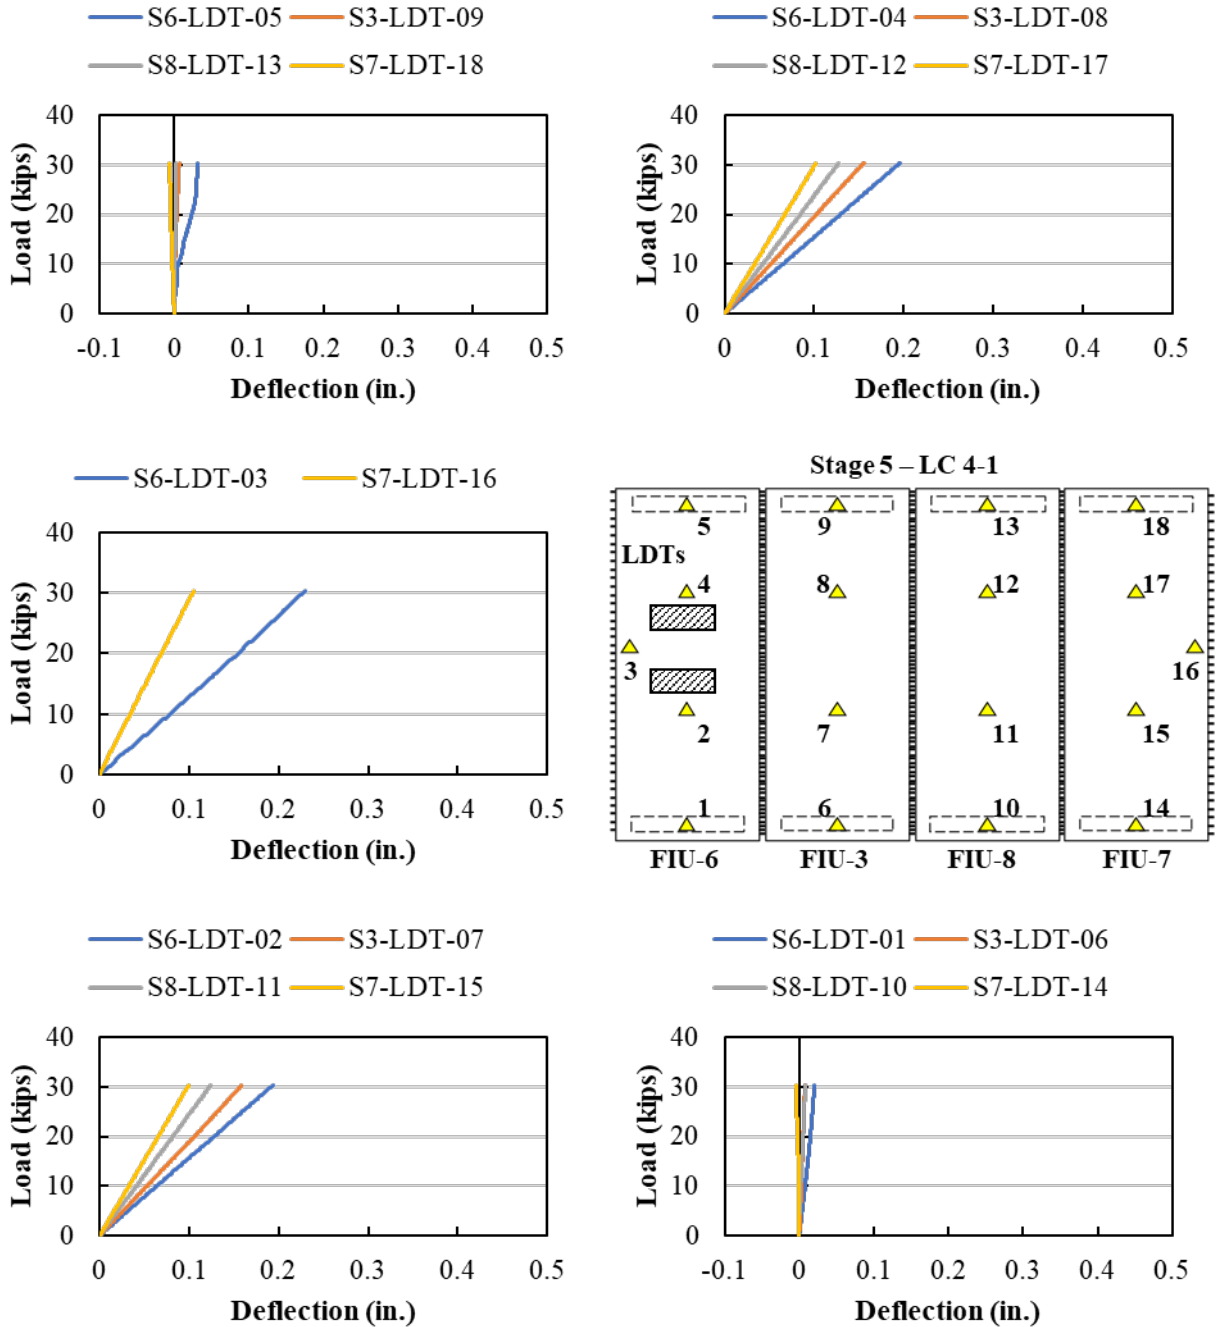 S6-LDT-05 S3-LDT-09
S8-LDT-13 S7-LDT-18
Load (kips)
40
30
20
10
0
-0.1 0 0.1 0.2 0.3 0.4 0.5
Deflection (in.)
S6-LDT-04 S3-LDT-08
S8-LDT-12 S7-LDT-17
Load (kips)
40
30
20
10
0
0 0.1 0.2 0.3 0.4 0.5
Deflection (in.)
S6-LDT-03 S7-LDT-16
Load (kips)
40
30
20
10
0
0 0.1 0.2 0.3 0.4 0.5
Deflection (in.)
Stage 5 – LC 4-1
5 9 13 18
LDTs
4 8 12 17
3 16
2 7 11 15
1 6 10 14
FIU-6 FIU-3 FIU-8 FIU-7
S6-LDT-02 S3-LDT-07
S8-LDT-11 S7-LDT-15
Load (kips)
40
30
20
10
0
0 0.1 0.2 0.3 0.4 0.5
Deflection (in.)
S6-LDT-01 S3-LDT-06
S8-LDT-10 S7-LDT-14
Load (kips)
40
30
20
10
0
-0.1 0 0.1 0.2 0.3 0.4 0.5
Deflection (in.)